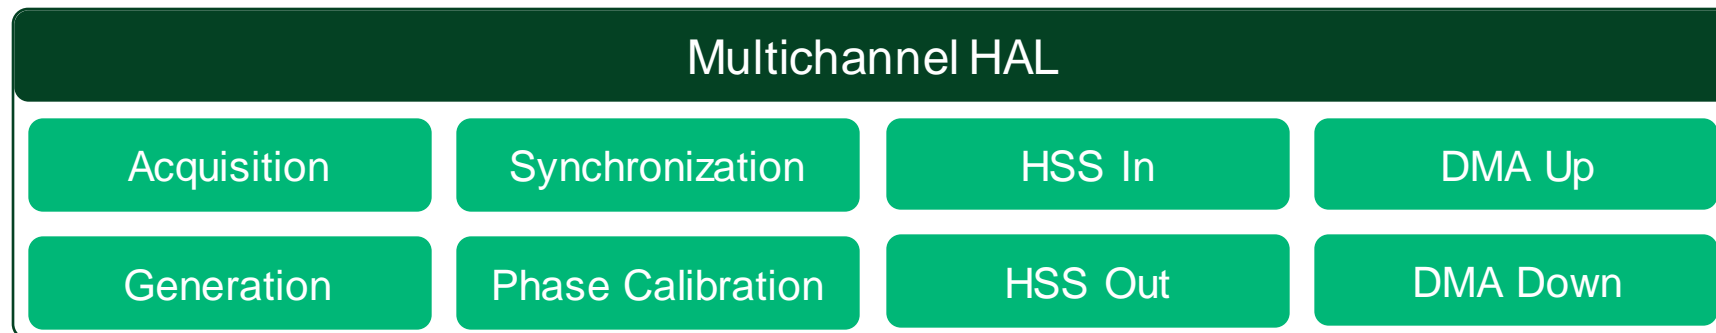 Multichannel HAL
Acquisition
Synchronization
HSS In
DMA Up
Generation
Phase Calibration
HSS Out
DMA Down